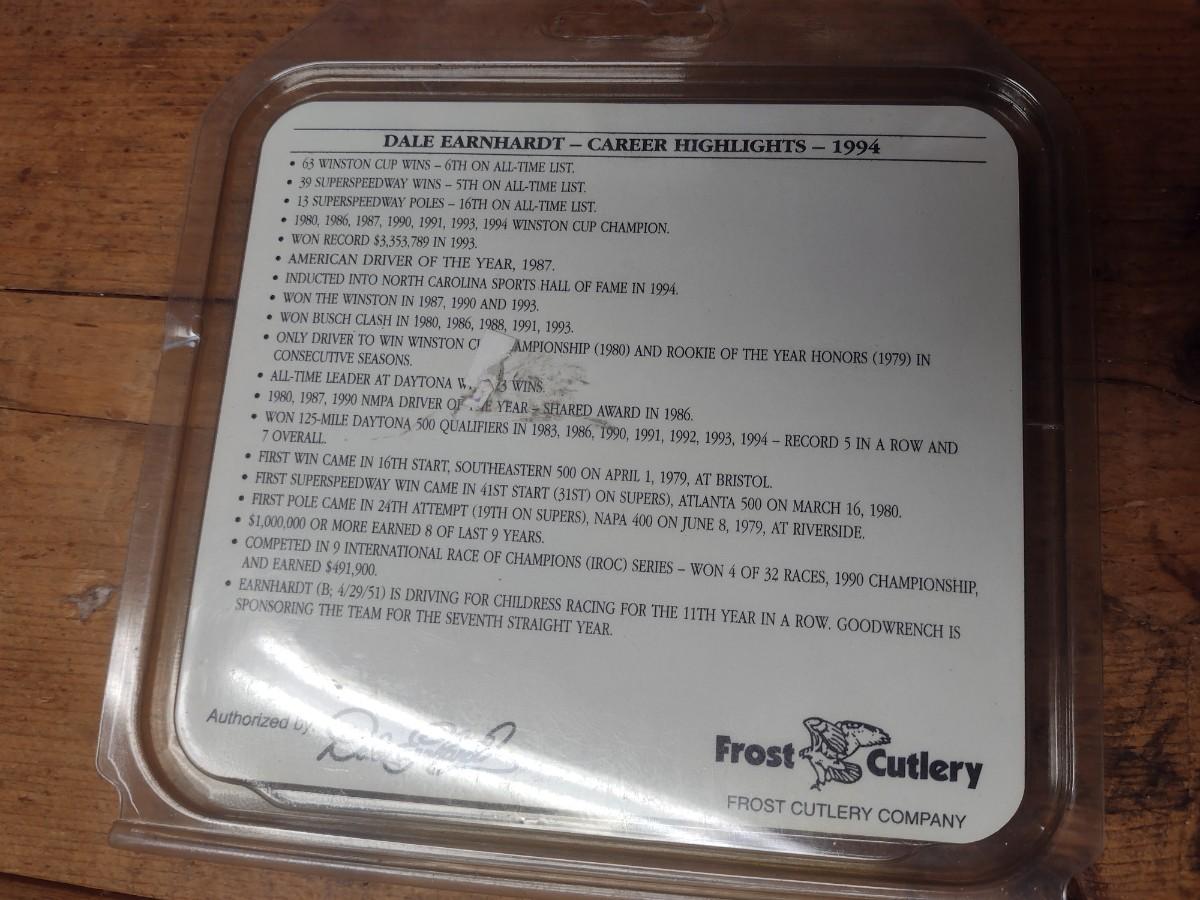 DALE EARNHARDT – CAREER HIGHLIGHTS – 1994
• 63 WINSTON CUP WINS – 6TH ON ALL-TIME LIST.
• 39 SUPERSPEEDWAY WINS – 5TH ON ALL-TIME LIST.
• 13 SUPERSPEEDWAY POLES – 16TH ON ALL-TIME LIST.
• 1980, 1986, 1987, 1990, 1991, 1993, 1994 WINSTON CUP CHAMPION.
• WON RECORD $3,353,789 IN 1993.
• AMERICAN DRIVER OF THE YEAR, 1987.
• INDUCTED INTO NORTH CAROLINA SPORTS HALL OF FAME IN 1994.
• WON THE WINSTON IN 1987, 1990 AND 1993.
• WON BUSCH CLASH IN 1980, 1986, 1988, 1991, 1993.
• ONLY DRIVER TO WIN WINSTON C AMPIONSHIP (1980) AND ROOKIE OF THE YEAR HONORS (1979) IN
CONSECUTIVE SEASONS.
• ALL-TIME LEADER AT DAYTONA W 3 WINS.
• 1980, 1987, 1990 NMPA DRIVER OF THE YEAR – SHARED AWARD IN 1986.
• WON 125-MILE DAYTONA 500 QUALIFIERS IN 1983, 1986, 1990, 1991, 1992, 1993, 1994 – RECORD 5 IN A ROW AND
7 OVERALL.
• FIRST WIN CAME IN 16TH START, SOUTHEASTERN 500 ON APRIL 1, 1979, AT BRISTOL.
• FIRST SUPERSPEEDWAY WIN CAME IN 41ST START (31ST) ON SUPERS), ATLANTA 500 ON MARCH 16, 1980.
• FIRST POLE CAME IN 24TH ATTEMPT (19TH ON SUPERS), NAPA 400 ON JUNE 8, 1979, AT RIVERSIDE.
• $1,000,000 OR MORE EARNED 8 OF LAST 9 YEARS.
• COMPETED IN 9 INTERNATIONAL RACE OF CHAMPIONS (IROC) SERIES – WON 4 OF 32 RACES, 1990 CHAMPIONSHIP,
AND EARNED $491,900.
• EARNHARDT (B; 4/29/51) IS DRIVING FOR CHILDRESS RACING FOR THE 11TH YEAR IN A ROW. GOODWRENCH IS
SPONSORING THE TEAM FOR THE SEVENTH STRAIGHT YEAR.
Authorized by: Dale Earnhardt
Frost Cutlery
FROST CUTLERY COMPANY